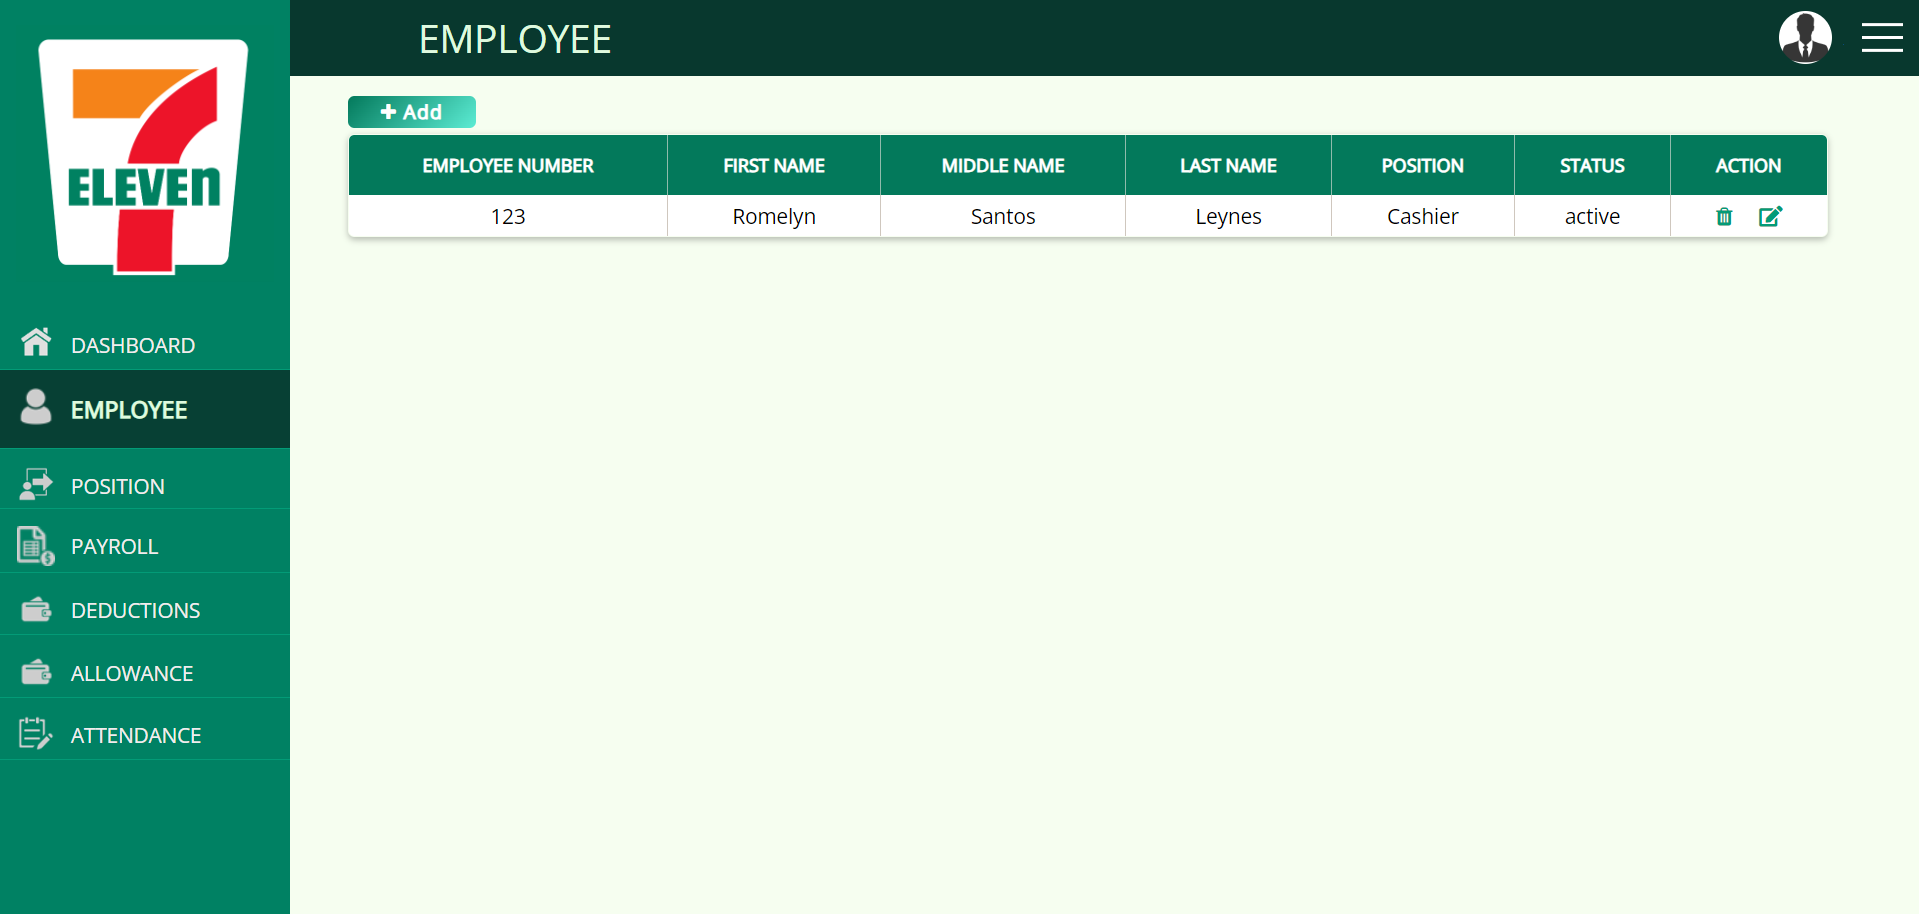 7
ELEVEn
DASHBOARD
EMPLOYEE
POSITION
PAYROLL
DEDUCTIONS
ALLOWANCE
ATTENDANCE
EMPLOYEE
Add
EMPLOYEE NUMBER FIRST NAME MIDDLE NAME LAST NAME POSITION STATUS ACTION
123 Romelyn Santos Leynes Cashier active